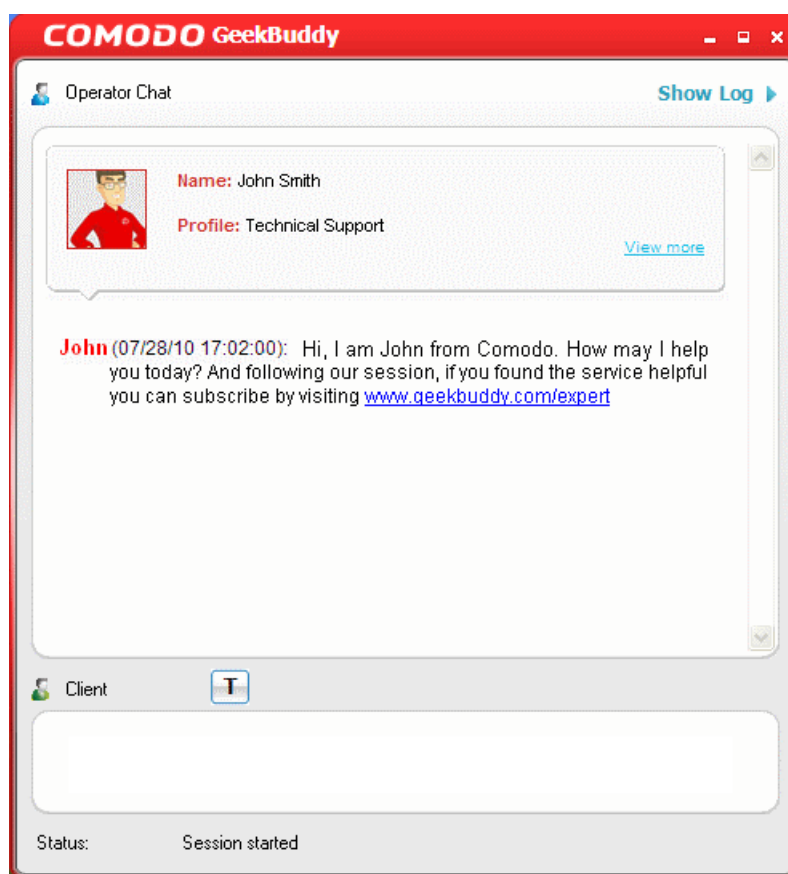 COMODO GeekBuddy
Operator Chat
Show Log
Name: John Smith
Profile: Technical Support
View more
John (07/28/10 17:02:00): Hi, I am John from Comodo. How may I help
you today? And following our session, if you found the service helpful
you can subscribe by visiting www.geekbuddy.com/expert
Client
T
Status: Session started